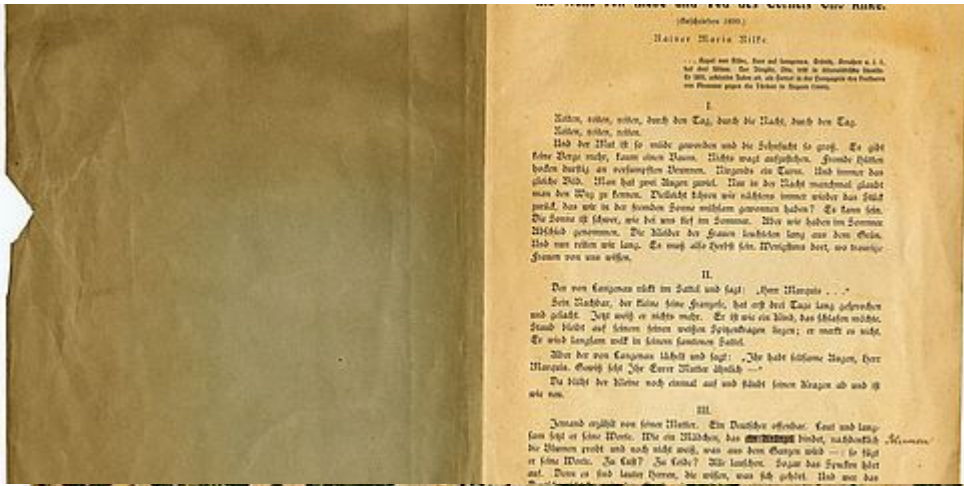 Die Weise von Liebe und Tod des Cornets Otto Rilke.
(Geschrieben 1899.)
Rainer Maria Rilke.
I.
Reiten, reiten, reiten, durch den Tag, durch die Nacht, durch den Tag.
Reiten, reiten, reiten.
Und der Mut ist so müde geworden und die Sehnsucht so groß. Es gibt
keine Berge mehr, kaum einen Baum. Nichts wagt aufzustehen. Fremde Hütten
hocken durstig an versumpften Brunnen. Nirgends ein Turm. Und immer das
gleiche Bild. Man hat zwei Augen zuviel. Nur in der Nacht manchmal glaubt
man den Weg zu kennen. Vielleicht kehren wir nächtens immer wieder das Stück
zurück, das wir in der fremden Sonne mühsam gewonnen haben? Es kann sein.
Die Sonne ist schwer, wie bei uns tief im Sommer. Aber wir haben im Sommer
Abschied genommen. Die Kleider der Frauen leuchteten lang aus dem Grün.
Und nun reiten wir lang. Es muß also Herbst sein. Wenigstens dort, wo traurige
Frauen von uns wissen.
II.
Der von Langenau rückt im Sattel und sagt: „Herr Marquis . . .“
Sein Nachbar, der kleine feine Franzose, hat erst drei Tage lang gesprochen
und gelacht. Jetzt weiß er nichts mehr. Er ist wie ein Kind, das schlafen möchte.
Staub bleibt auf seinem feinen weißen Spitzenkragen liegen; er merkt es nicht.
Er wird langsam welk in seinem samtenen Sattel.
Aber der von Langenau lächelt und sagt: „Ihr habt seltsame Augen, Herr
Marquis. Gewiß seht Ihr Eurer Mutter ähnlich —“
Da blüht der Kleine noch einmal auf und stäubt seinen Kragen ab und ist
wie neu.
III.
Jemand erzählt von seiner Mutter. Ein Deutscher offenbar. Laut und lang-
sam setzt er seine Worte. Wie ein Mädchen, das bindet, nachdenklich Blumen
die Blumen probt und noch nicht weiß, was aus dem Ganzen wird —: so fügt
er seine Worte. Zu Lust? Zu Leide? Alle lauschen. Sogar das Spucken hört
auf. Denn es sind lauter Herren, die wissen, was sich gehört. Und wer das